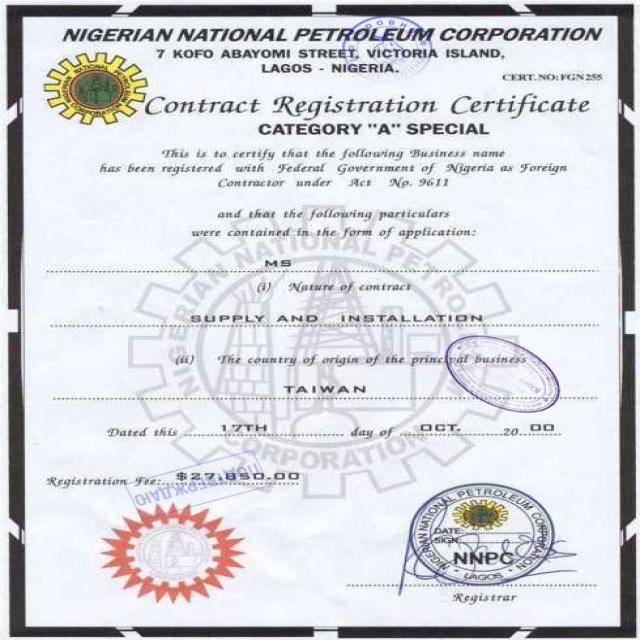 NIGERIAN NATIONAL PETROLEUM CORPORATION
7 KOFO ABAYOMI STREET, VICTORIA ISLAND,
LAGOS - NIGERIA.
CERT. NO: FGN 255
NIGERIAN NATIONAL PETROLEUM CORPORATION
Contract Registration Certificate
CATEGORY "A" SPECIAL
This is to certify that the following Business name
has been registered with Federal Government of Nigeria as Foreign
Contractor under Act No. 9611
and that the following particulars
were contained in the form of application:
MS
(i) Nature of contract
SUPPLY AND INSTALLATION
(ii) The country of origin of the principal business
TAIWAN
Dated this 17TH day of OCT. 20 00
Registration Fee: $27,850.00
ПОДТВЕРЖДАЮ
NIGERIAN NATIONAL PETROLEUM CORPORATION
DATE
SIGN
NNPC
LAGOS
Registrar
NIGERIAN NATIONAL PETROLEUM
CORPORATION